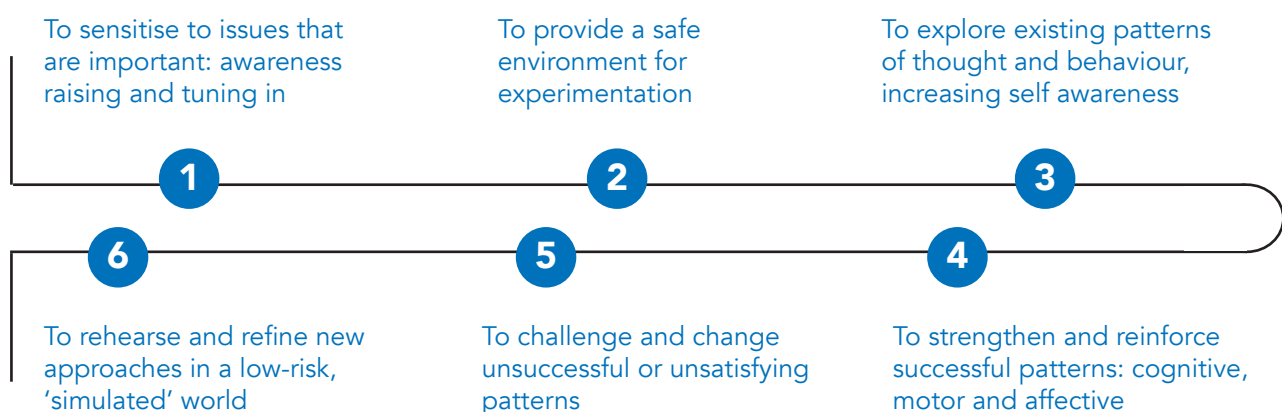 To sensitise to issues that
are important: awareness
raising and tuning in
1
To provide a safe
environment for
experimentation
2
To explore existing patterns
of thought and behaviour,
increasing self awareness
3
4
To strengthen and reinforce
successful patterns: cognitive,
motor and affective
5
To challenge and change
unsuccessful or unsatisfying
patterns
6
To rehearse and refine new
approaches in a low-risk,
‘simulated’ world